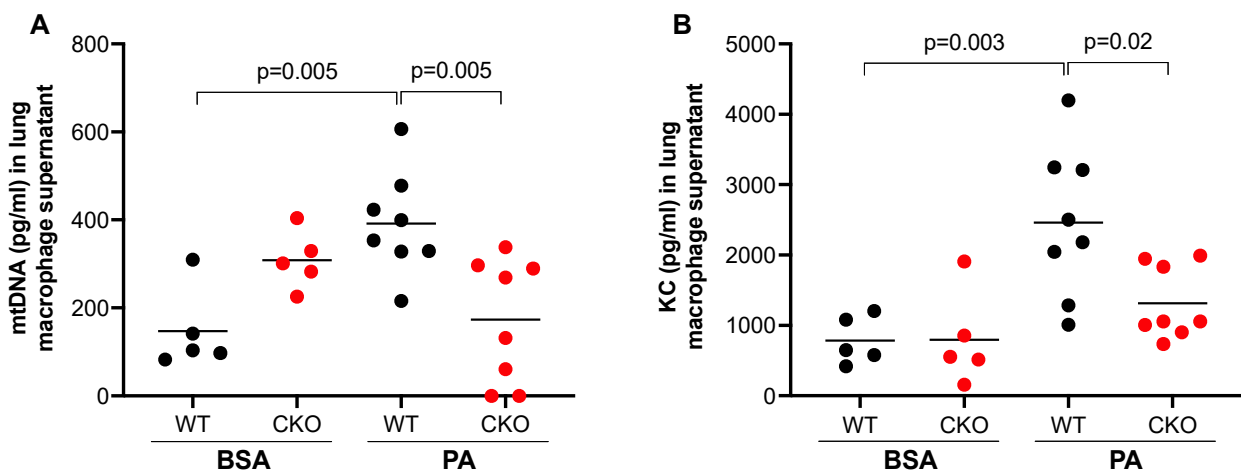 A
mtDNA (pg/ml) in lung
macrophage supernatant
800
600
400
200
0
p=0.005
p=0.005
WT
CKO
WT
CKO
BSA
PA
B
KC (pg/ml) in lung
macrophage supernatant
5000
4000
3000
2000
1000
0
p=0.003
p=0.02
WT
CKO
WT
CKO
BSA
PA